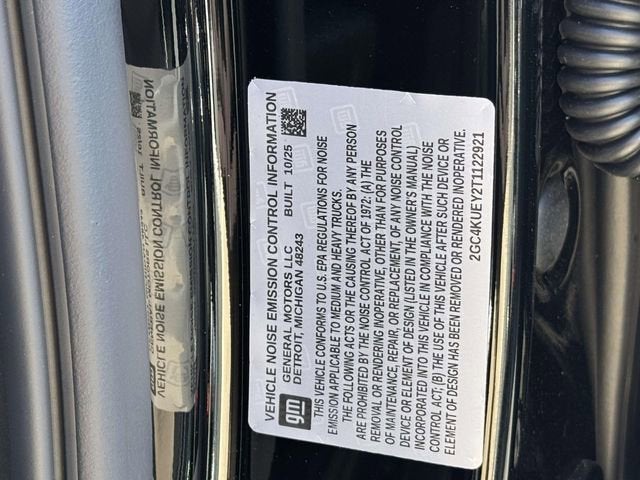 VEHICLE NOISE EMISSION CONTROL INFORMATION
gm
GENERAL MOTORS LLC BUILT 10/25
DETROIT, MICHIGAN 48243
THIS VEHICLE CONFORMS TO U.S. EPA REGULATIONS FOR NOISE
EMISSION APPLICABLE TO MEDIUM AND HEAVY TRUCKS.
THE FOLLOWING ACTS OR THE CAUSING THEREOF BY ANY PERSON
ARE PROHIBITED BY THE NOISE CONTROL ACT OF 1972: (A) THE
REMOVAL OR RENDERING INOPERATIVE, OTHER THAN FOR PURPOSES
OF MAINTENANCE, REPAIR, OR REPLACEMENT, OF ANY NOISE CONTROL
DEVICE OR ELEMENT OF DESIGN (LISTED IN THE OWNER'S MANUAL)
INCORPORATED INTO THIS VEHICLE IN COMPLIANCE WITH THE NOISE
CONTROL ACT; (B) THE USE OF THIS VEHICLE AFTER SUCH DEVICE OR
ELEMENT OF DESIGN HAS BEEN REMOVED OR RENDERED INOPERATIVE.
2GC4KUEY2T1122921
VEHICLE NOISE EMISSION CONTROL INFORMATION